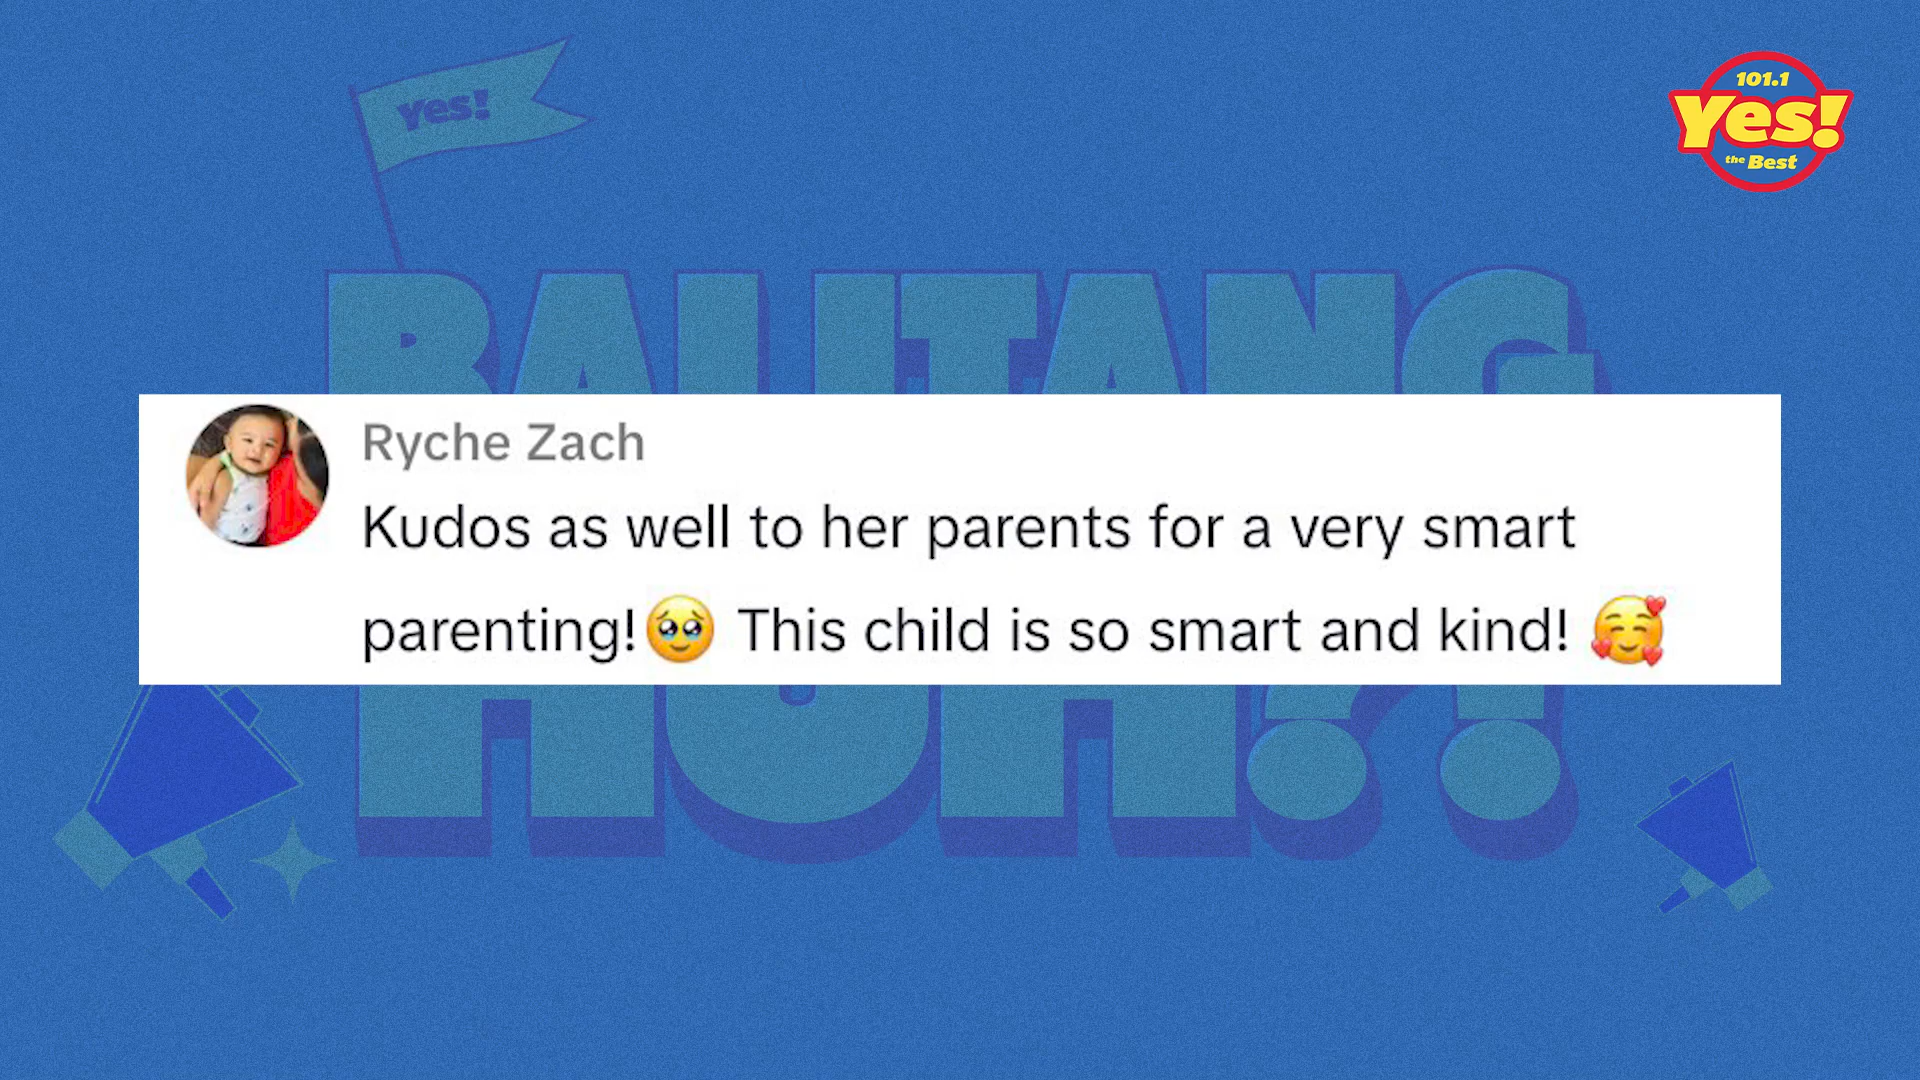 Yes!
101.1
Yes!
the Best
BALITANG
Ryche Zach
Kudos as well to her parents for a very smart
parenting!🥹 This child is so smart and kind! 🥰
HUH?!